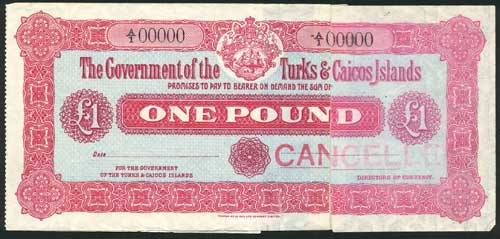 A/1 00000 A/1 00000
The Government of the Turks & Caicos Islands
PROMISES TO PAY TO BEARER ON DEMAND THE SUM OF
£1 ONE POUND £1
CANCELLED
Date
FOR THE GOVERNMENT
OF THE TURKS & CAICOS ISLANDS
DIRECTORS OF CURRENCY.